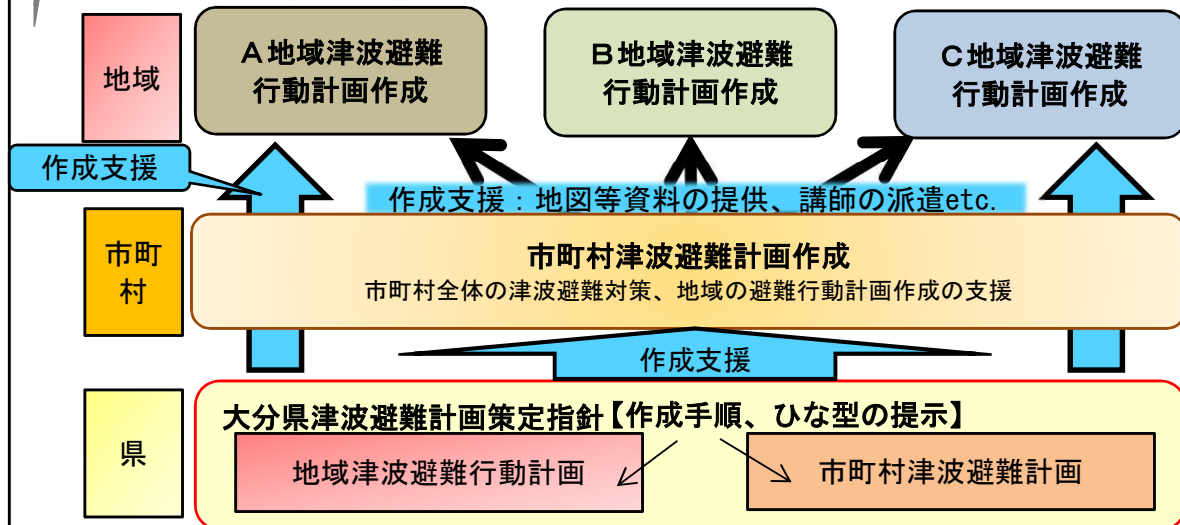 地域
A地域津波避難
行動計画作成
B地域津波避難
行動計画作成
C地域津波避難
行動計画作成
作成支援
作成支援：地図等資料の提供、講師の派遣etc.
市町
村
市町村津波避難計画作成
市町村全体の津波避難対策、地域の避難行動計画作成の支援
作成支援
県
大分県津波避難計画策定指針【作成手順、ひな型の提示】
地域津波避難行動計画
市町村津波避難計画